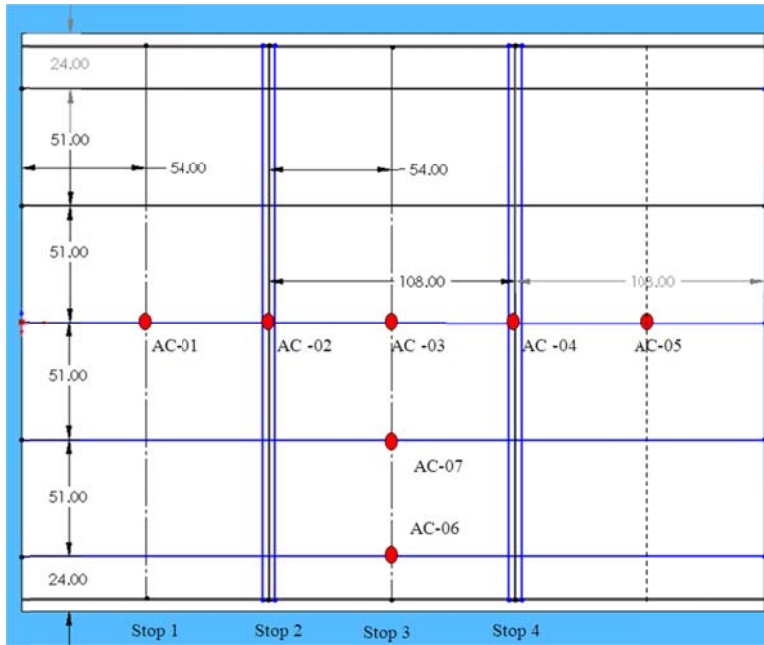 24.00
51.00
54.00
54.00
51.00
108.00
108.00
AC-01
AC -02
AC -03
AC -04
AC-05
51.00
AC-07
51.00
AC-06
24.00
Stop 1
Stop 2
Stop 3
Stop 4